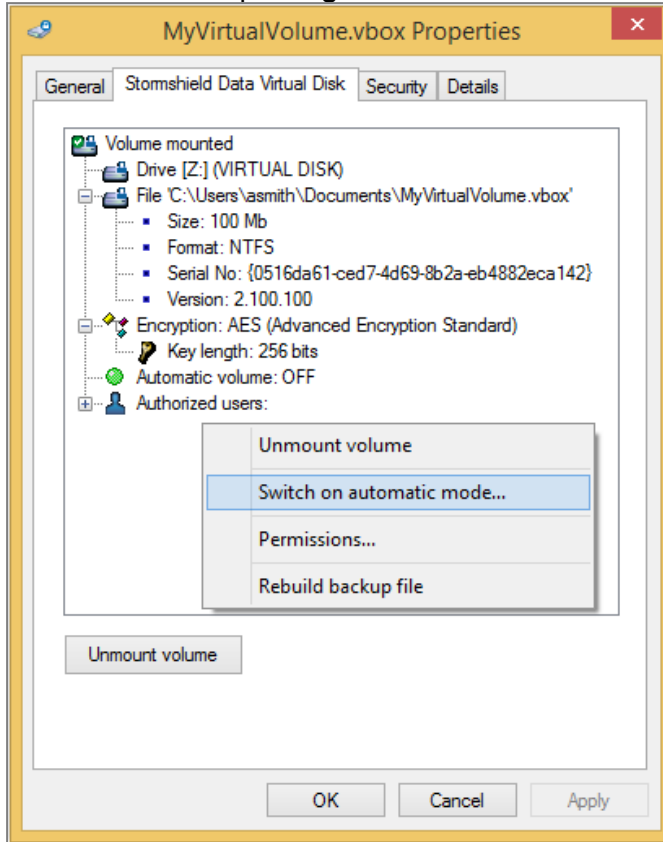 MyVirtualVolume.vbox Properties
General Stormshield Data Virtual Disk Security Details
Volume mounted
Drive [Z:] (VIRTUAL DISK)
File 'C:\Users\asmith\Documents\MyVirtualVolume.vbox'
Size: 100 Mb
Format: NTFS
Serial No: {0516da61-ced7-4d69-8b2a-eb4882eca142}
Version: 2.100.100
Encryption: AES (Advanced Encryption Standard)
Key length: 256 bits
Automatic volume: OFF
Authorized users:
Unmount volume
Switch on automatic mode...
Permissions...
Rebuild backup file
Unmount volume
OK Cancel Apply